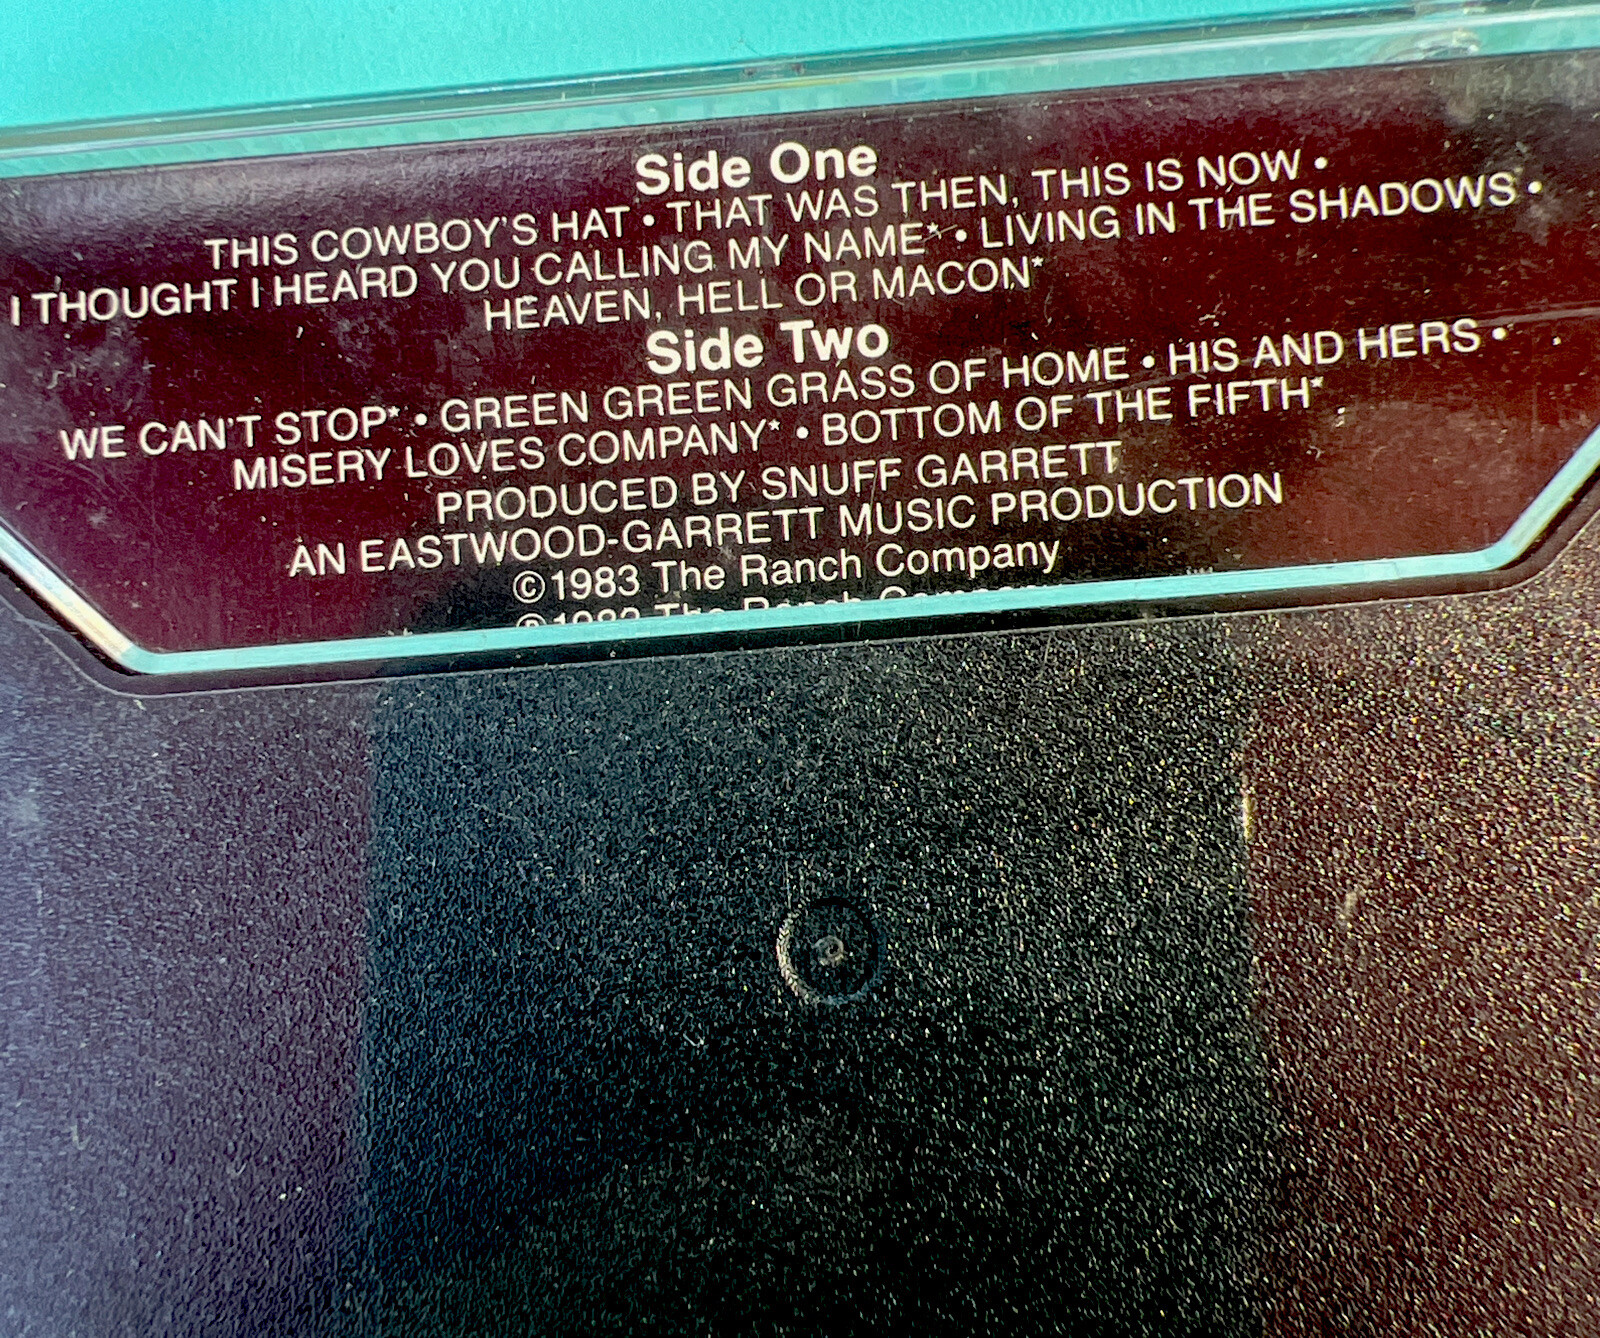 Side One
THIS COWBOY'S HAT • THAT WAS THEN, THIS IS NOW •
I THOUGHT I HEARD YOU CALLING MY NAME* • LIVING IN THE SHADOWS •
HEAVEN, HELL OR MACON*
Side Two
WE CAN'T STOP* • GREEN GREEN GRASS OF HOME • HIS AND HERS •
MISERY LOVES COMPANY* • BOTTOM OF THE FIFTH*
PRODUCED BY SNUFF GARRETT
AN EASTWOOD-GARRETT MUSIC PRODUCTION
©1983 The Ranch Company
The Ranch